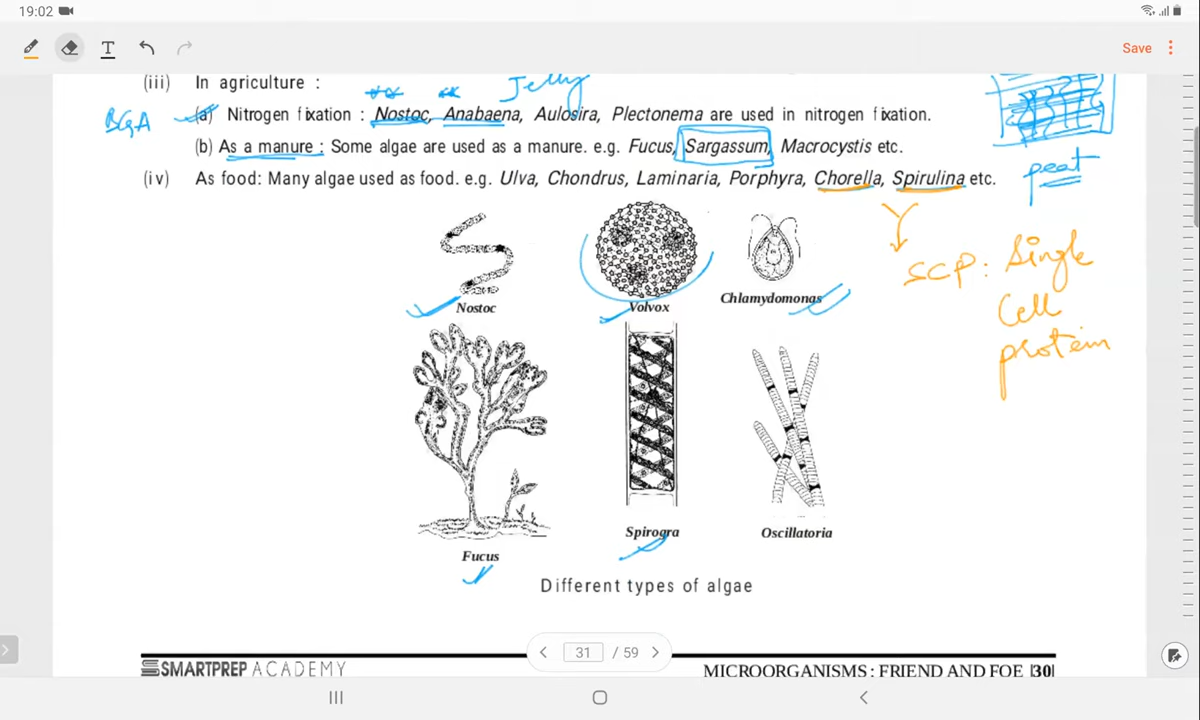 19:02
Save
(iii) In agriculture :
Jelly
BGA
(a) Nitrogen fixation : Nostoc, Anabaena, Aulosira, Plectonema are used in nitrogen fixation.
(b) As a manure : Some algae are used as a manure. e.g. Fucus, Sargassum, Macrocystis etc.
peat
(iv) As food: Many algae used as food. e.g. Ulva, Chondrus, Laminaria, Porphyra, Chorella, Spirulina etc.
SCP: Single
Cell
protein
Nostoc
Volvox
Chlamydomonas
Fucus
Spirogra
Oscillatoria
Different types of algae
31 / 59
SMARTPREP ACADEMY
MICROORGANISMS : FRIEND AND FOE |30|